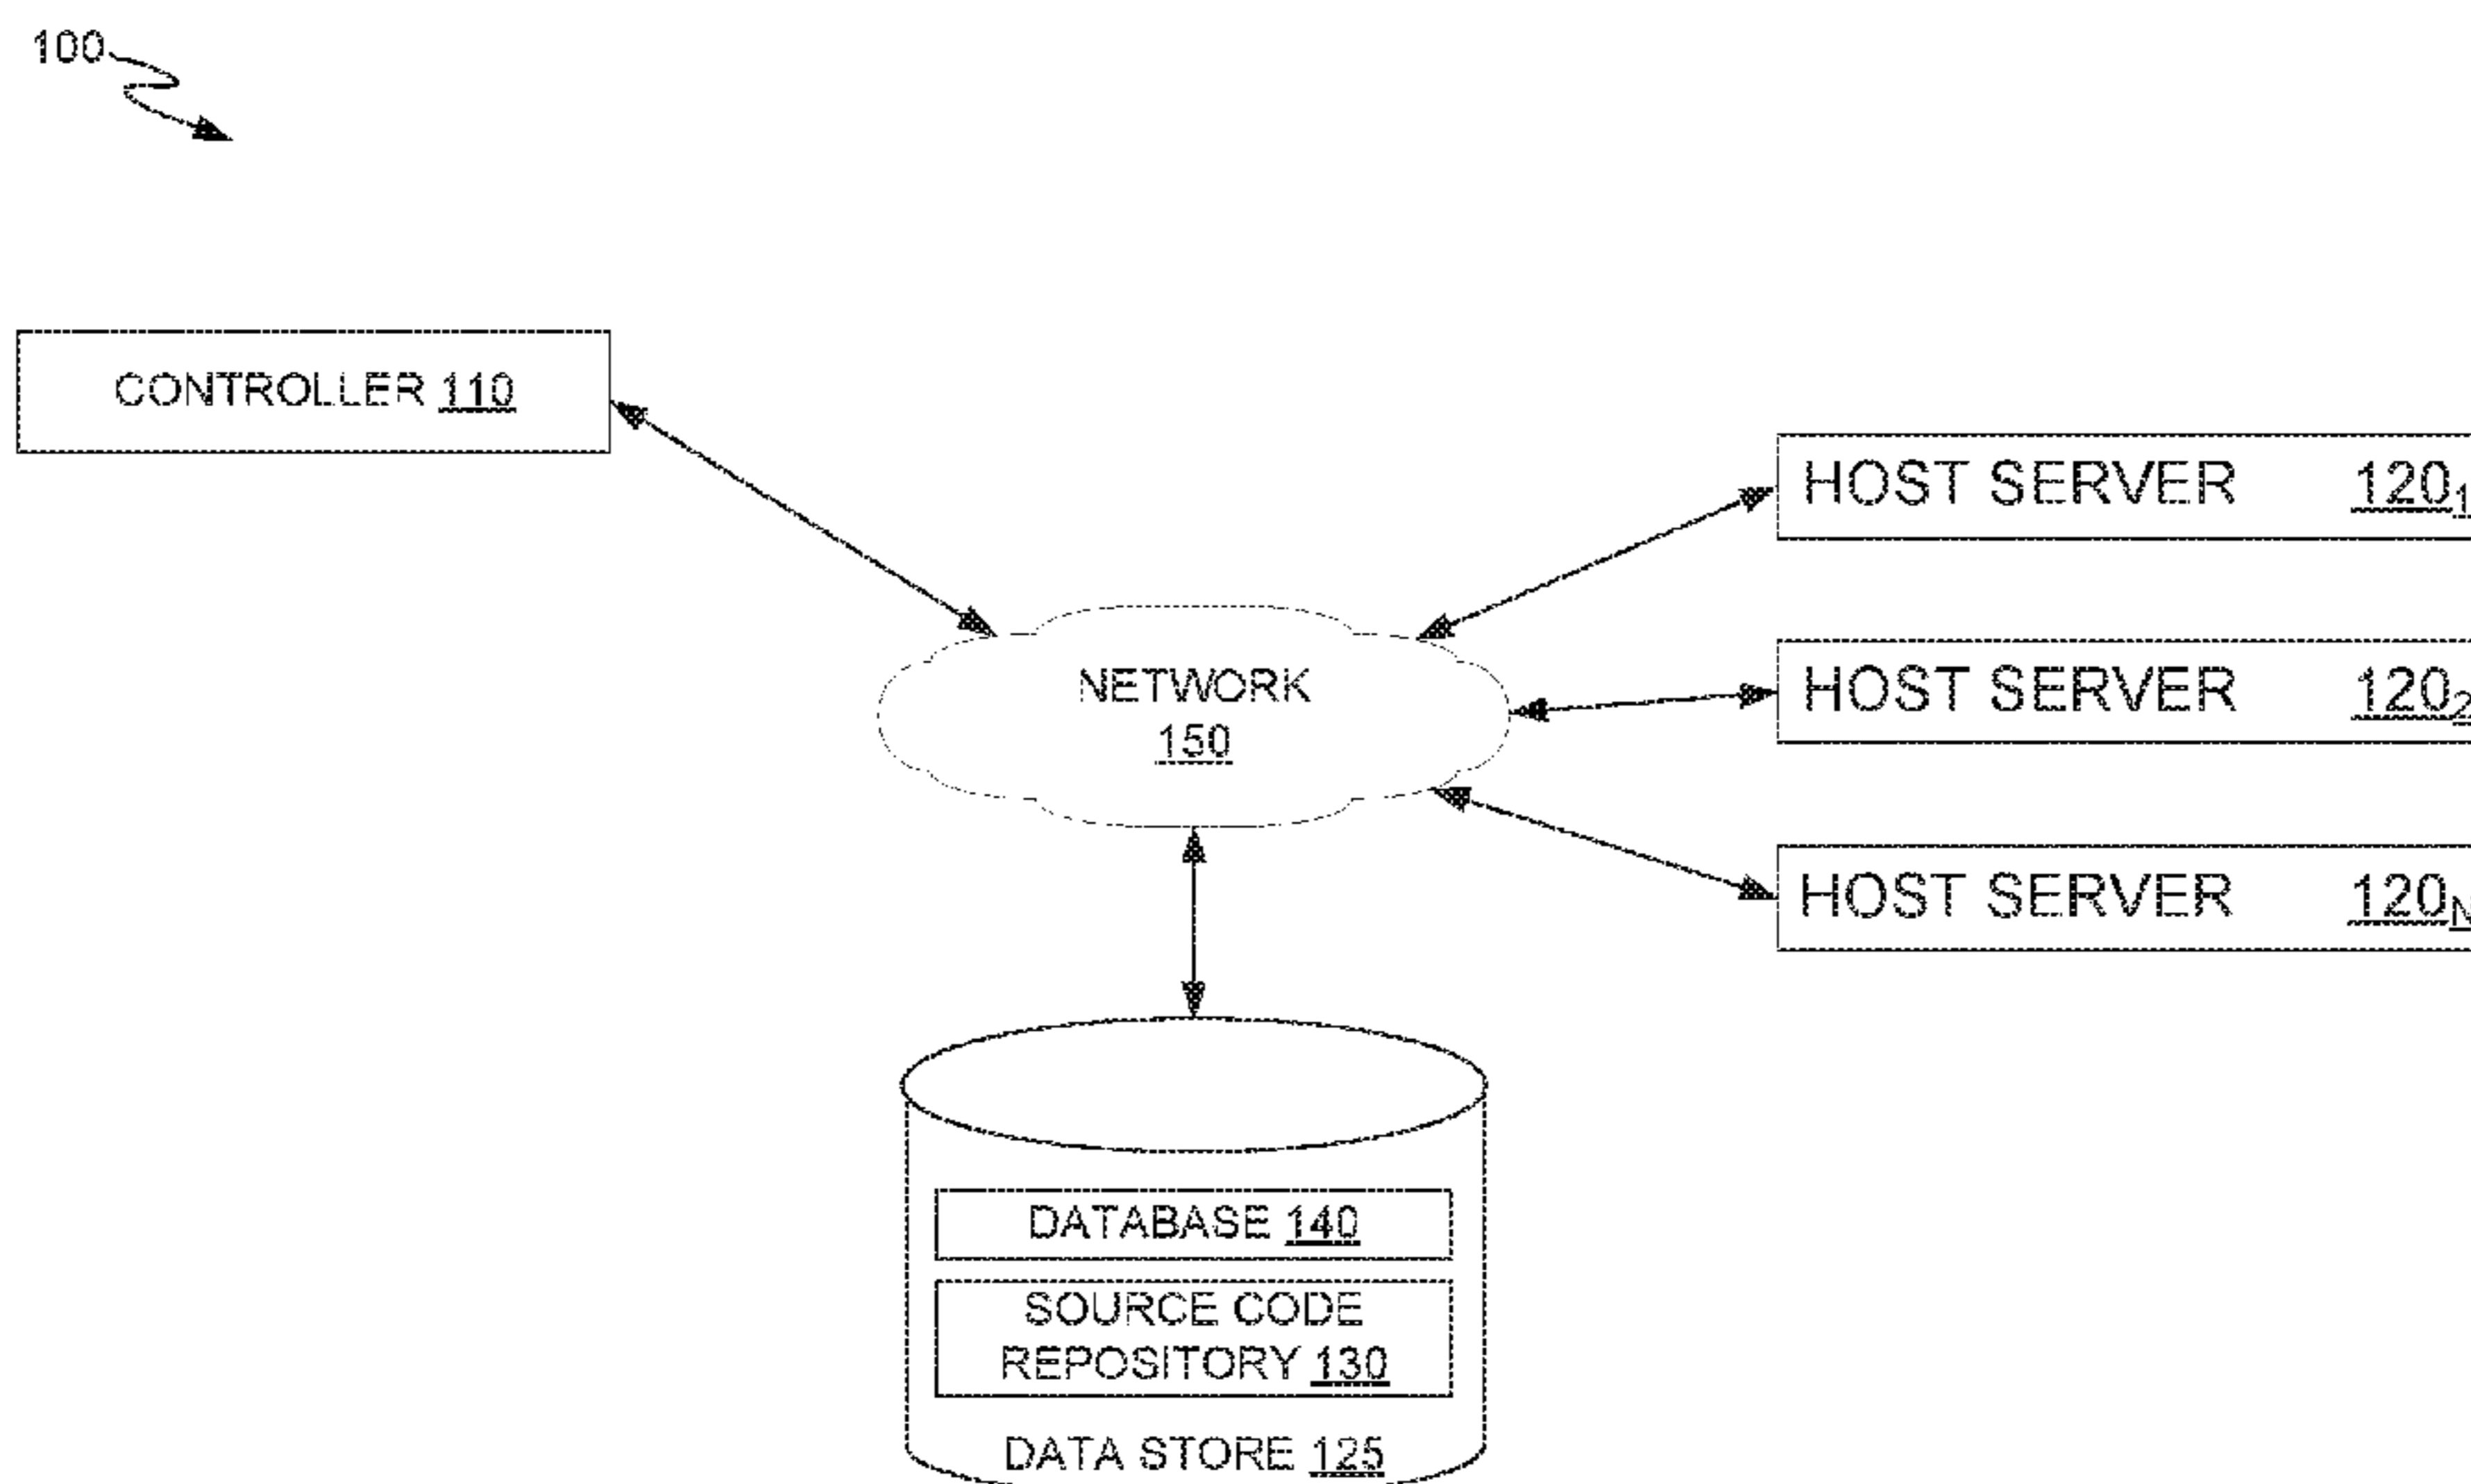 100
CONTROLLER 110
HOST SERVER 120₁
NETWORK
150
HOST SERVER 120₂
HOST SERVER 120N
DATABASE 140
SOURCE CODE
REPOSITORY 130
DATA STORE 125